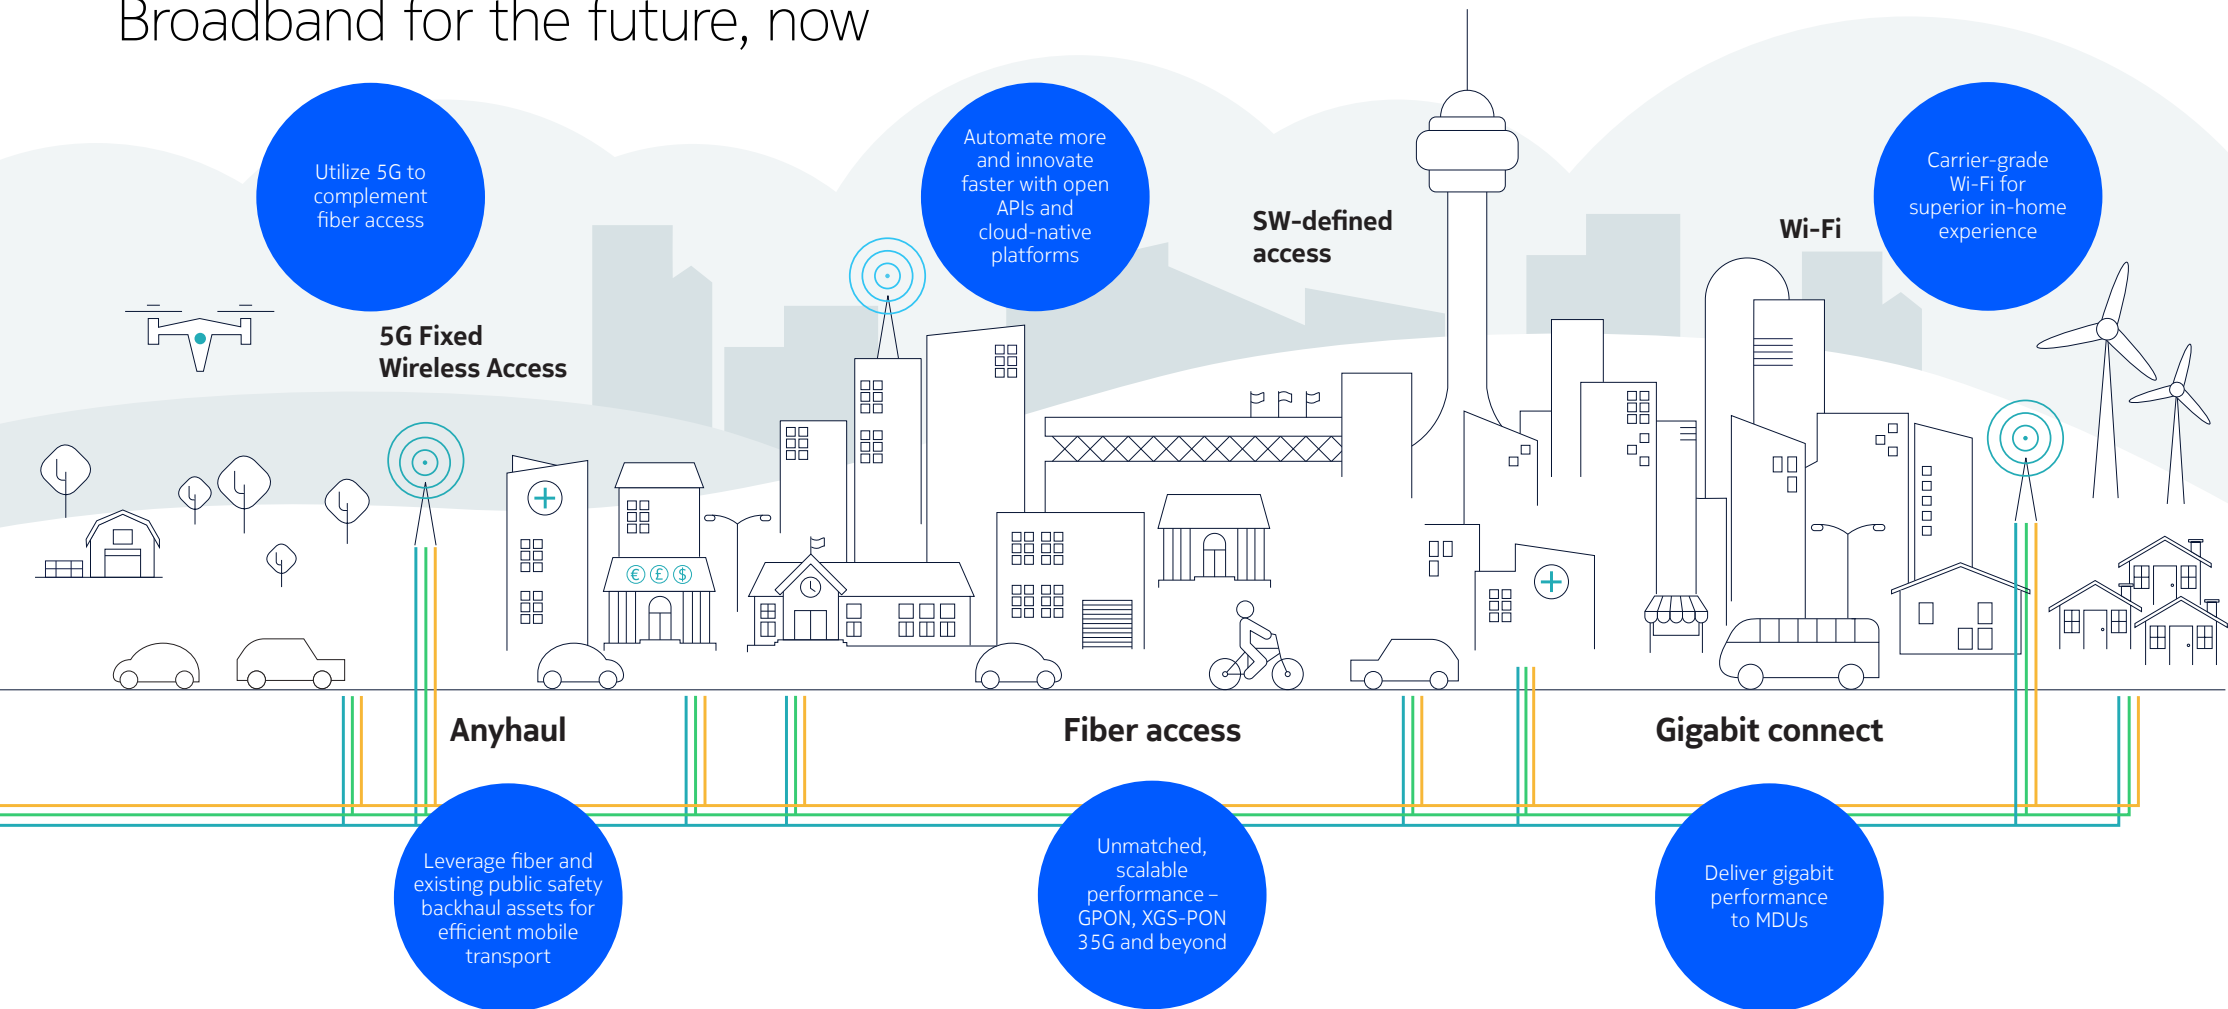 Broadband for the future, now
Utilize 5G to
complement
fiber access
5G Fixed
Wireless Access
Automate more
and innovate
faster with open
APIs and
cloud-native
platforms
SW-defined
access
Wi-Fi
Carrier-grade
Wi-Fi for
superior in-home
experience
€ £ $
Anyhaul
Leverage fiber and
existing public safety
backhaul assets for
efficient mobile
transport
Fiber access
Unmatched,
scalable
performance –
GPON, XGS-PON
35G and beyond
Gigabit connect
Deliver gigabit
performance
to MDUs